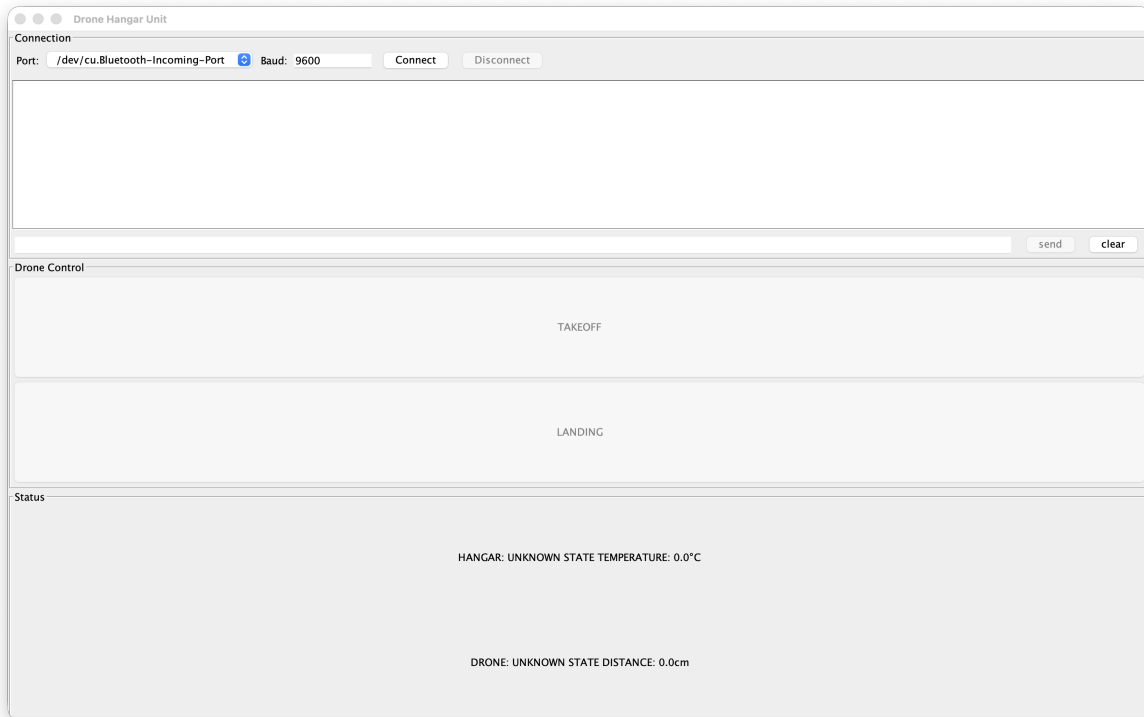 Drone Hangar Unit
Connection
Port: /dev/cu.Bluetooth-Incoming-Port Baud: 9600 Connect Disconnect
send clear
Drone Control
TAKEOFF
LANDING
Status
HANGAR: UNKNOWN STATE TEMPERATURE: 0.0°C
DRONE: UNKNOWN STATE DISTANCE: 0.0cm